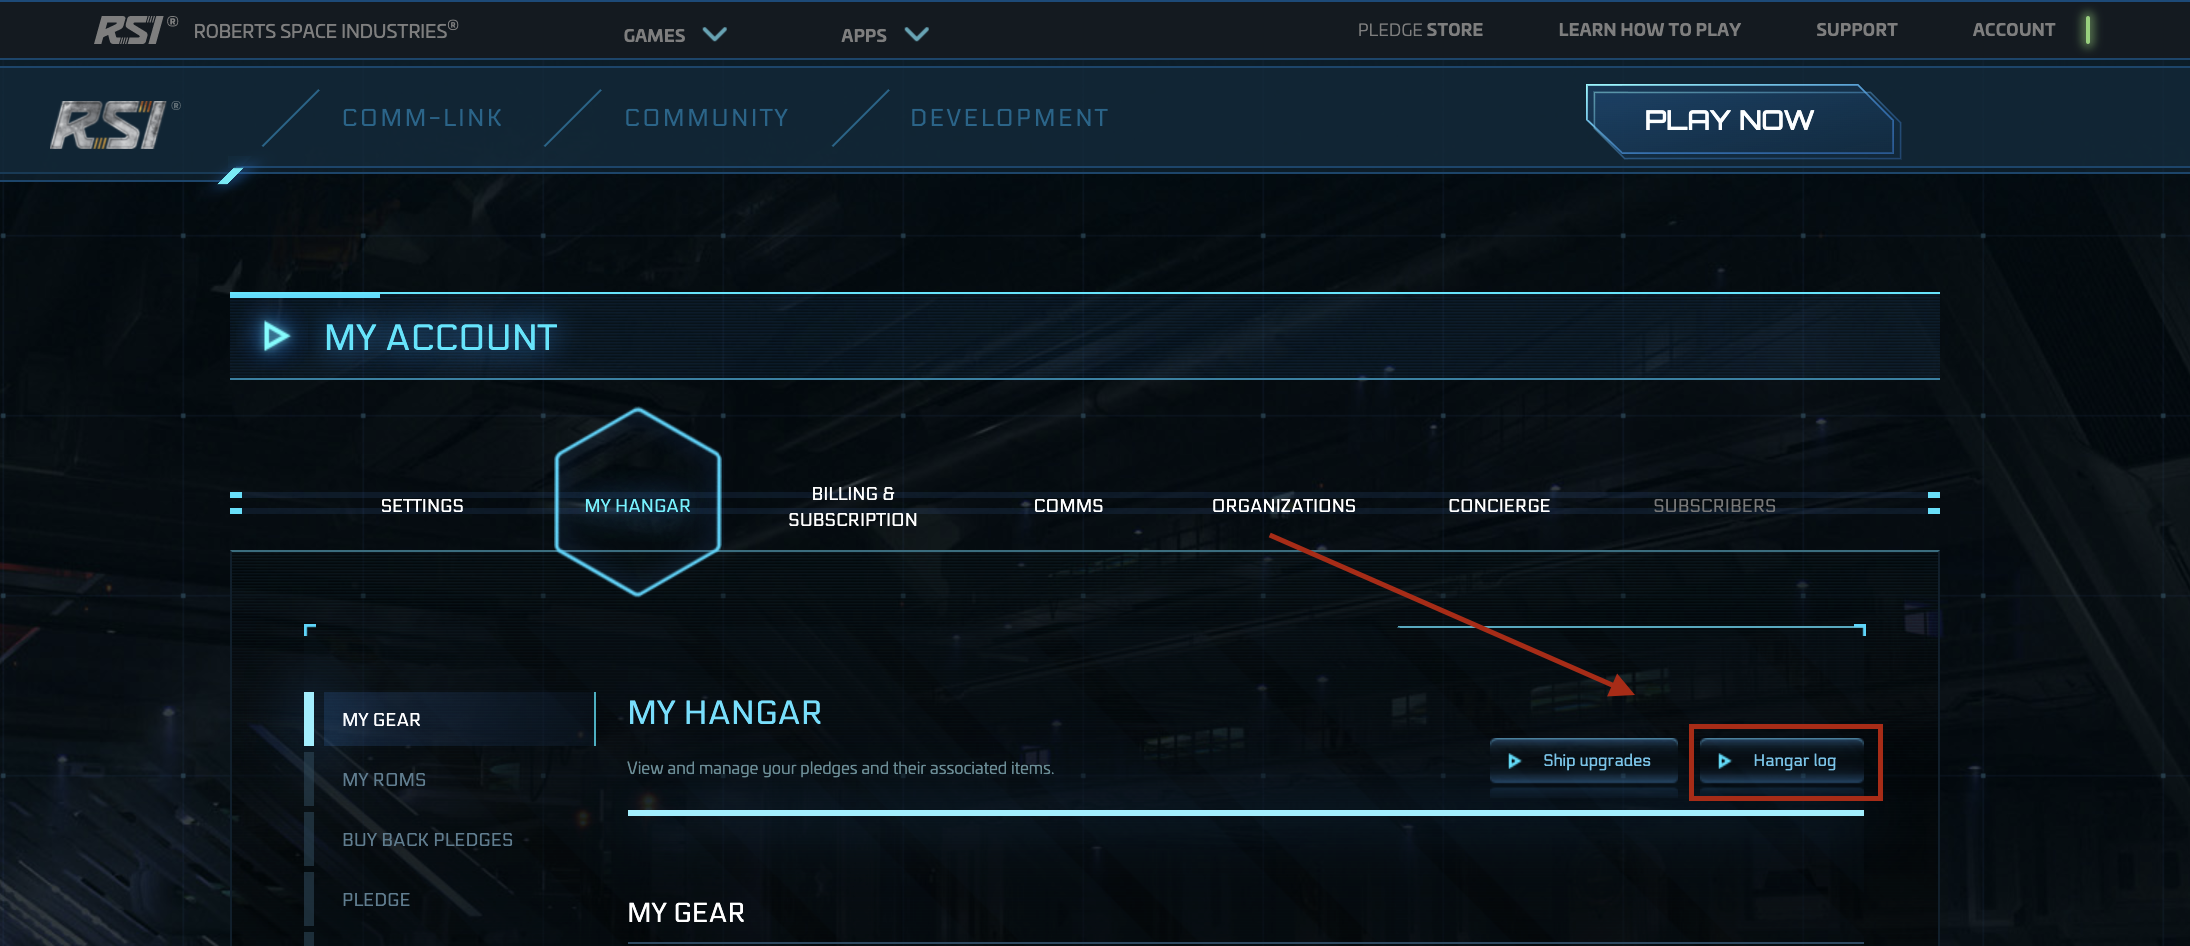 RSI ® ROBERTS SPACE INDUSTRIES®
GAMES
APPS
PLEDGE STORE
LEARN HOW TO PLAY
SUPPORT
ACCOUNT
RSI ®
COMM-LINK
COMMUNITY
DEVELOPMENT
PLAY NOW
MY ACCOUNT
SETTINGS
MY HANGAR
BILLING &
SUBSCRIPTION
COMMS
ORGANIZATIONS
CONCIERGE
SUBSCRIBERS
MY GEAR
MY ROMS
BUY BACK PLEDGES
PLEDGE
MY HANGAR
View and manage your pledges and their associated items.
Ship upgrades
Hangar log
MY GEAR